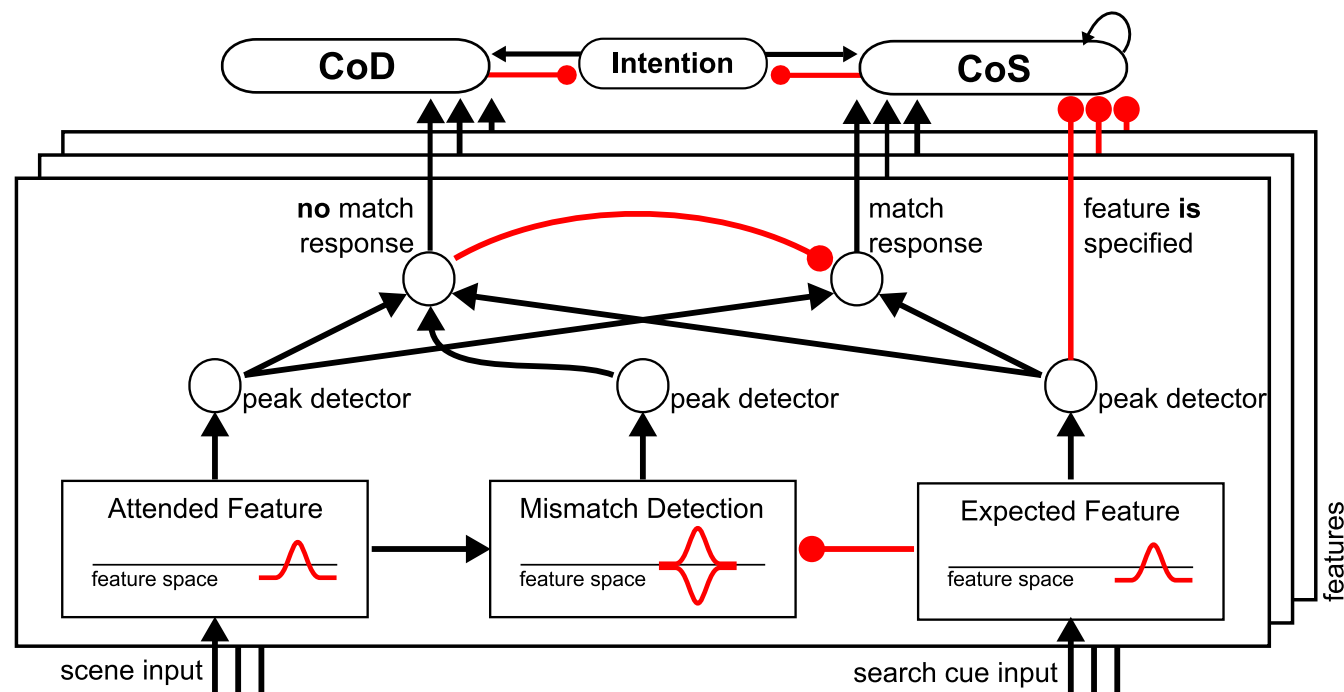 CoD
Intention
CoS
no match
response
match
response
feature is
specified
peak detector
peak detector
peak detector
Attended Feature
feature space
Mismatch Detection
feature space
Expected Feature
feature space
features
scene input
search cue input